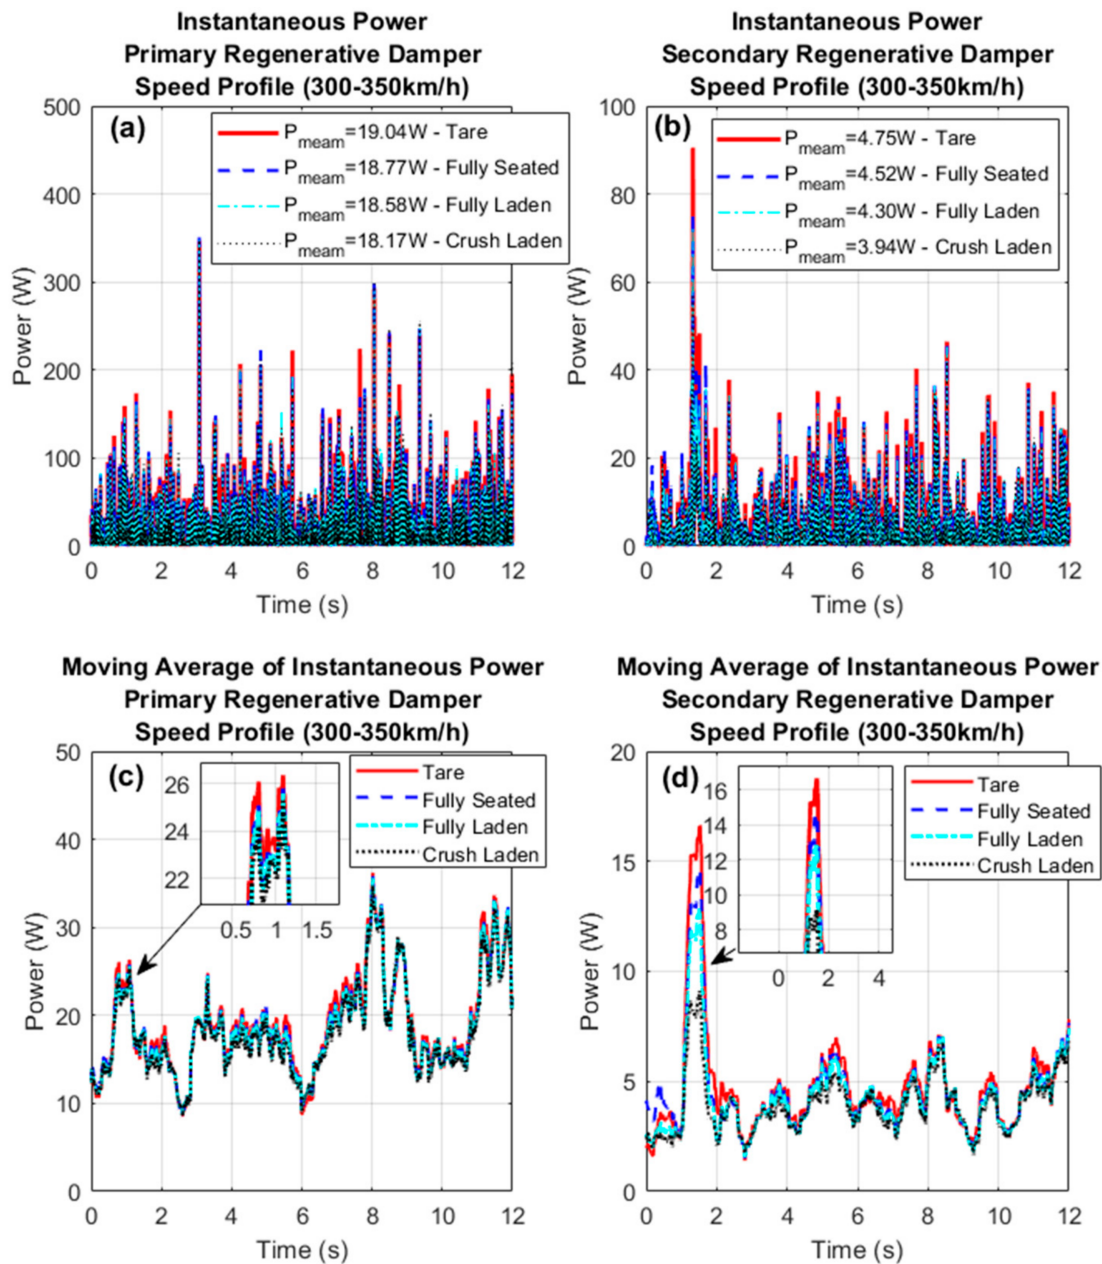 Instantaneous Power
Primary Regenerative Damper
Speed Profile (300-350km/h)
(a)
P_meam=19.04W - Tare
P_meam=18.77W - Fully Seated
P_meam=18.58W - Fully Laden
P_meam=18.17W - Crush Laden
500
400
300
200
100
0
Power (W)
0 2 4 6 8 10 12
Time (s)
Instantaneous Power
Secondary Regenerative Damper
Speed Profile (300-350km/h)
(b)
P_meam=4.75W - Tare
P_meam=4.52W - Fully Seated
P_meam=4.30W - Fully Laden
P_meam=3.94W - Crush Laden
100
80
60
40
20
0
Power (W)
0 2 4 6 8 10 12
Time (s)
Moving Average of Instantaneous Power
Primary Regenerative Damper
Speed Profile (300-350km/h)
(c)
Tare
Fully Seated
Fully Laden
Crush Laden
26
24
22
0.5 1 1.5
50
40
30
20
10
0
Power (W)
0 2 4 6 8 10 12
Time (s)
Moving Average of Instantaneous Power
Secondary Regenerative Damper
Speed Profile (300-350km/h)
(d)
Tare
Fully Seated
Fully Laden
Crush Laden
16
14
12
10
8
0 2 4
20
15
10
5
0
Power (W)
0 2 4 6 8 10 12
Time (s)